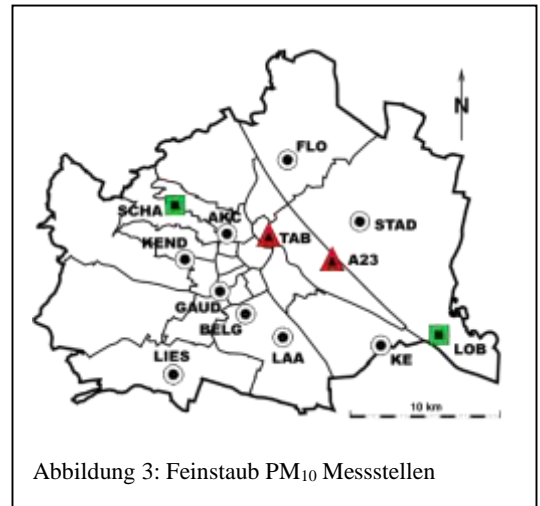 N
FLO
SCHA
AKC
STAD
TAB
KEND
A23
GAUD
BELG
LOB
LIES
LAA
KE
10 km
Abbildung 3: Feinstaub PM₁₀ Messstellen